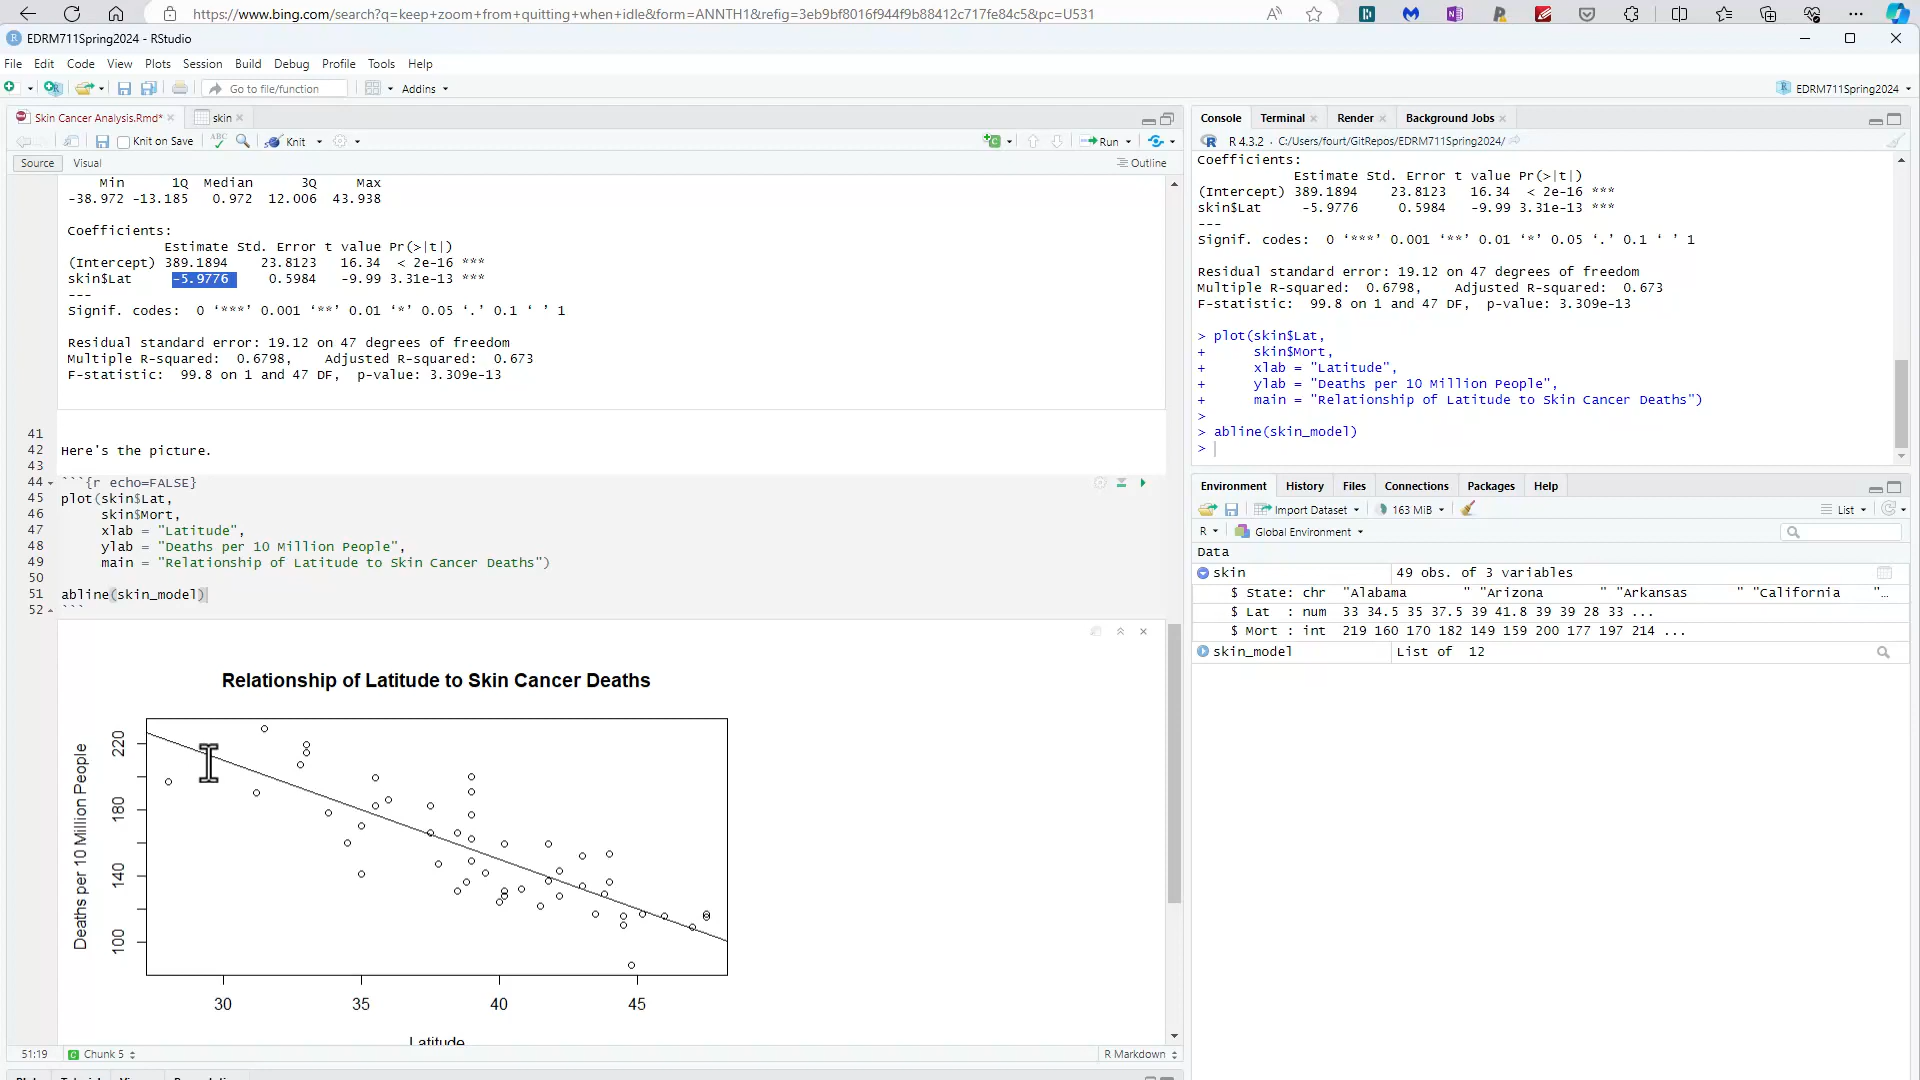 https://www.bing.com/search?q=keep+zoom+from+quitting+when+idle&form=ANNTH1&refig=3eb9bf8016f944f9b88412c717fe84c5&pc=U531
EDRM711Spring2024 - RStudio
File Edit Code View Plots Session Build Debug Profile Tools Help
Go to file/function Addins EDRM711Spring2024
Skin Cancer Analysis.Rmd* skin
Knit on Save Knit Run
Source Visual Outline
Min 1Q Median 3Q Max
-38.972 -13.185 0.972 12.006 43.938
Coefficients:
Estimate Std. Error t value Pr(>|t|)
(Intercept) 389.1894 23.8123 16.34 < 2e-16 ***
skin$Lat -5.9776 0.5984 -9.99 3.31e-13 ***
---
Signif. codes: 0 ‘***’ 0.001 ‘**’ 0.01 ‘*’ 0.05 ‘.’ 0.1 ‘ ’ 1
Residual standard error: 19.12 on 47 degrees of freedom
Multiple R-squared: 0.6798, Adjusted R-squared: 0.673
F-statistic: 99.8 on 1 and 47 DF, p-value: 3.309e-13
41
42 Here's the picture.
43
44 ```{r echo=FALSE}
45 plot(skin$Lat,
46 skin$Mort,
47 xlab = "Latitude",
48 ylab = "Deaths per 10 Million People",
49 main = "Relationship of Latitude to Skin Cancer Deaths")
50
51 abline(skin_model)
52 ```
Relationship of Latitude to Skin Cancer Deaths
Deaths per 10 Million People
220
180
140
100
30 35 40 45
Latitude
51:19 Chunk 5 R Markdown
Console Terminal Render Background Jobs
R 4.3.2 · C:/Users/fourt/GitRepos/EDRM711Spring2024/
Coefficients:
Estimate Std. Error t value Pr(>|t|)
(Intercept) 389.1894 23.8123 16.34 < 2e-16 ***
skin$Lat -5.9776 0.5984 -9.99 3.31e-13 ***
---
Signif. codes: 0 ‘***’ 0.001 ‘**’ 0.01 ‘*’ 0.05 ‘.’ 0.1 ‘ ’ 1
Residual standard error: 19.12 on 47 degrees of freedom
Multiple R-squared: 0.6798, Adjusted R-squared: 0.673
F-statistic: 99.8 on 1 and 47 DF, p-value: 3.309e-13
> plot(skin$Lat,
+ skin$Mort,
+ xlab = "Latitude",
+ ylab = "Deaths per 10 Million People",
+ main = "Relationship of Latitude to Skin Cancer Deaths")
>
> abline(skin_model)
>
Environment History Files Connections Packages Help
Import Dataset 163 MiB List
R Global Environment
Data
skin 49 obs. of 3 variables
$ State: chr "Alabama " "Arizona " "Arkansas " "California "...
$ Lat : num 33 34.5 35 37.5 39 41.8 39 39 28 33 ...
$ Mort : int 219 160 170 182 149 159 200 177 197 214 ...
skin_model List of 12